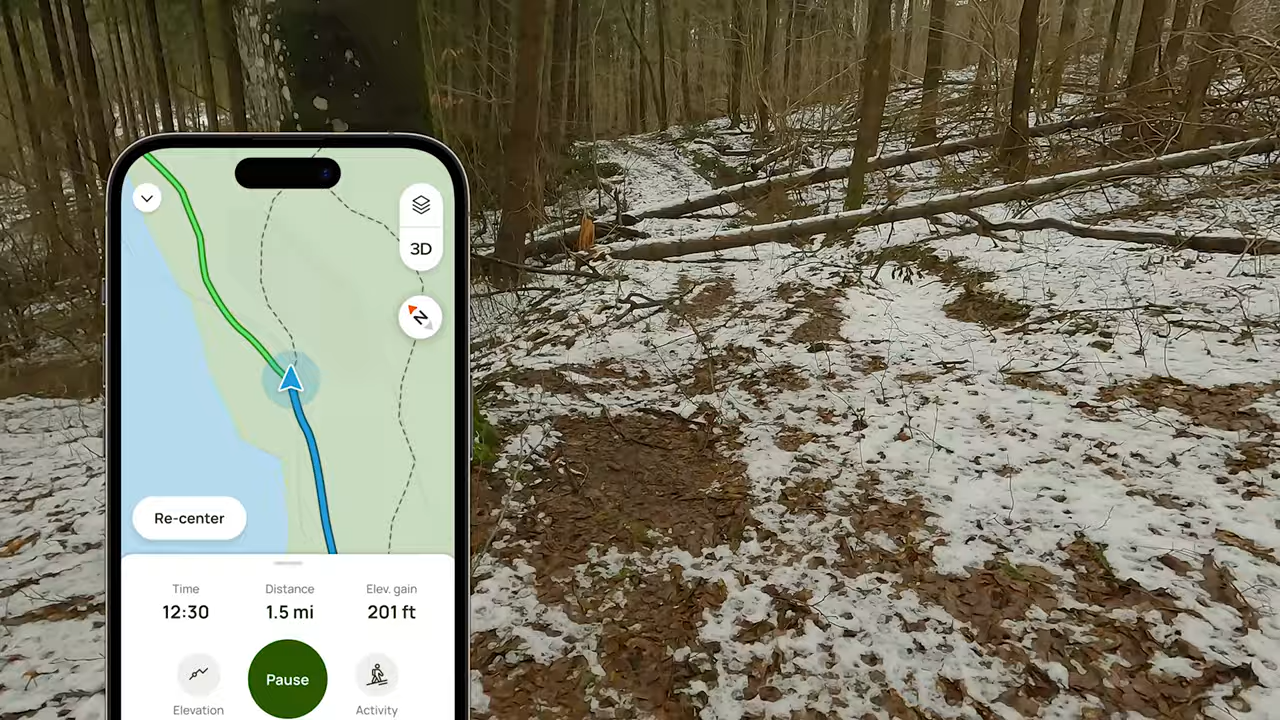 3D
N
Re-center
Time
Distance
Elev. gain
12:30
1.5 mi
201 ft
Pause
Elevation
Activity